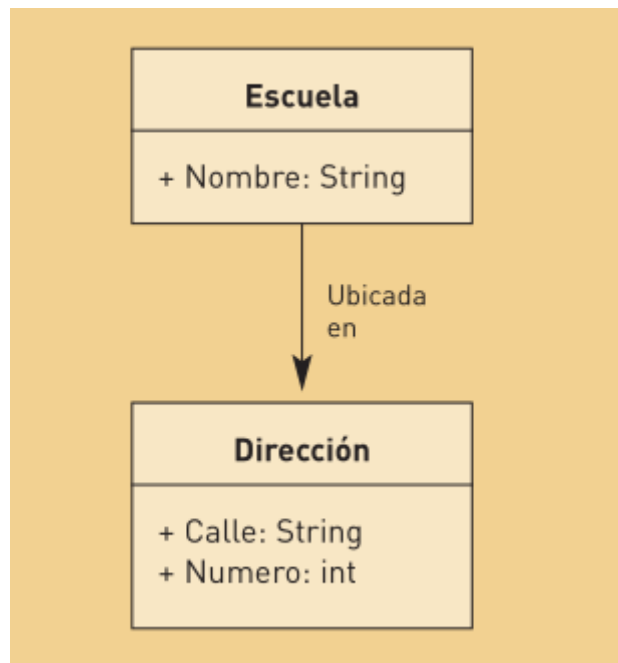 Escuela
+ Nombre: String
Ubicada
en
Dirección
+ Calle: String
+ Numero: int